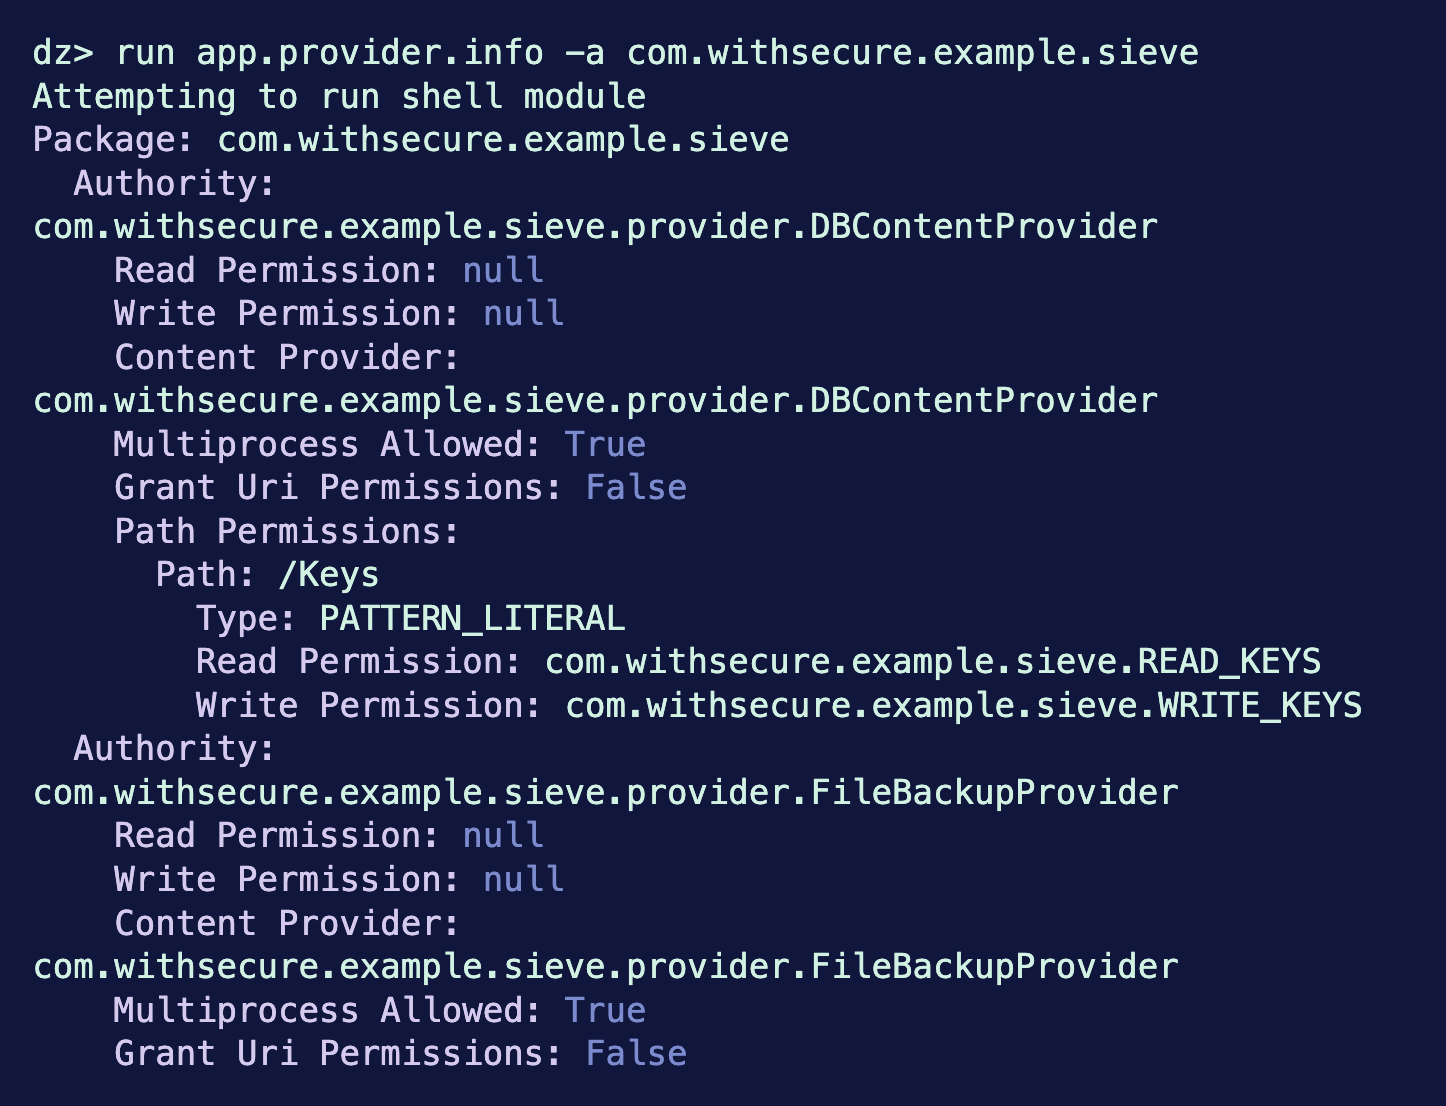 dz> run app.provider.info -a com.withsecure.example.sieve
Attempting to run shell module
Package: com.withsecure.example.sieve
  Authority:
com.withsecure.example.sieve.provider.DBContentProvider
    Read Permission: null
    Write Permission: null
    Content Provider:
com.withsecure.example.sieve.provider.DBContentProvider
    Multiprocess Allowed: True
    Grant Uri Permissions: False
    Path Permissions:
      Path: /Keys
        Type: PATTERN_LITERAL
        Read Permission: com.withsecure.example.sieve.READ_KEYS
        Write Permission: com.withsecure.example.sieve.WRITE_KEYS
  Authority:
com.withsecure.example.sieve.provider.FileBackupProvider
    Read Permission: null
    Write Permission: null
    Content Provider:
com.withsecure.example.sieve.provider.FileBackupProvider
    Multiprocess Allowed: True
    Grant Uri Permissions: False